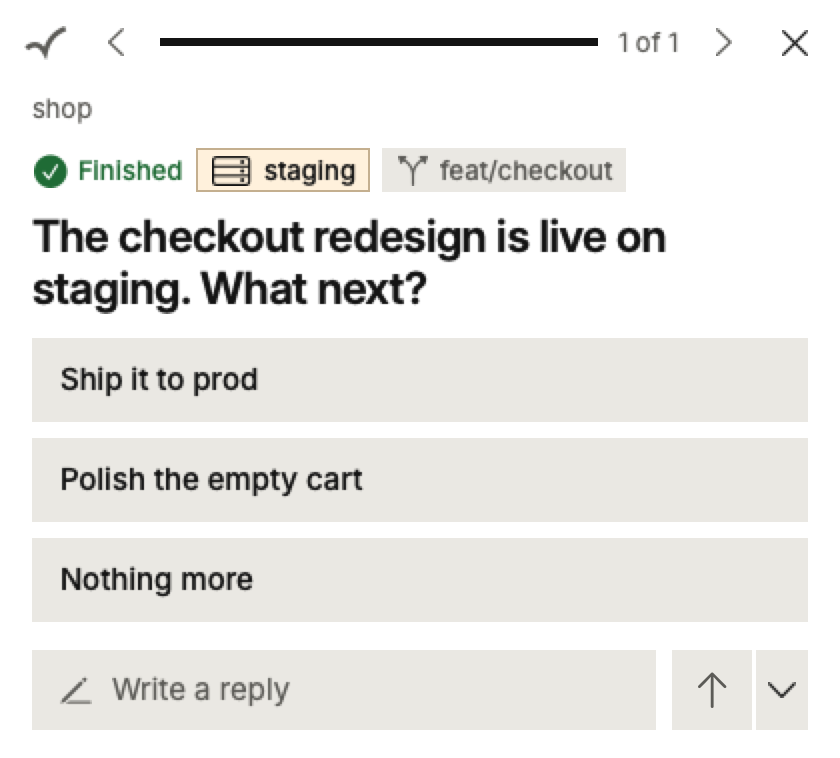 1 of 1
shop
Finished staging feat/checkout
The checkout redesign is live on
staging. What next?
Ship it to prod
Polish the empty cart
Nothing more
Write a reply